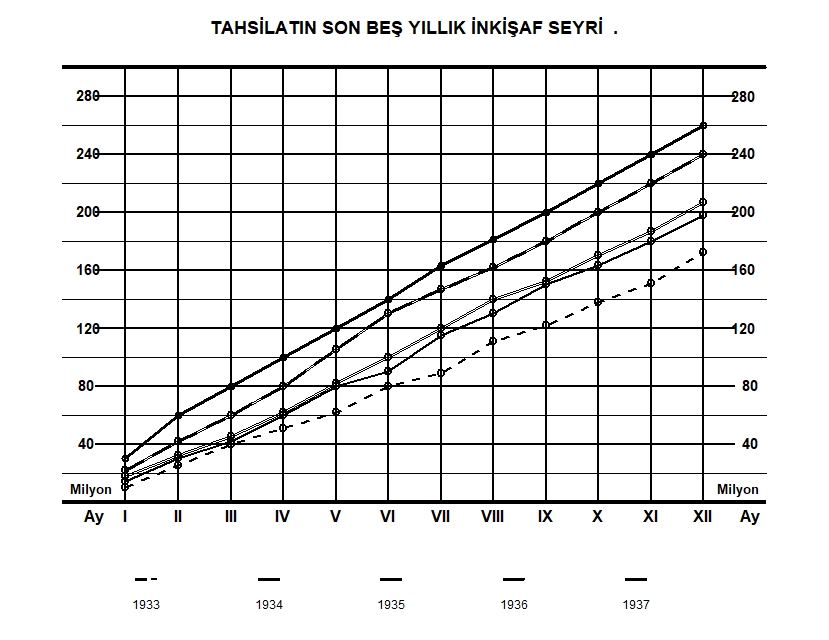 TAHSİLATIN SON BEŞ YILLIK İNKİŞAF SEYRİ .
280 280
240 240
200 200
160 160
120 120
80 80
40 40
Milyon Milyon
Ay I II III IV V VI VII VIII IX X XI XII Ay
1933 1934 1935 1936 1937